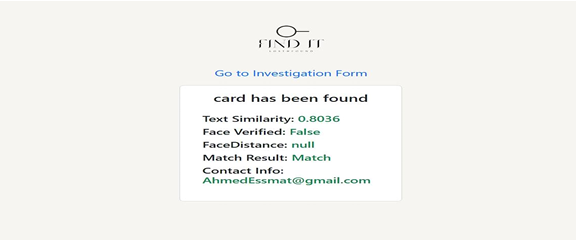 FIND IT
Go to Investigation Form
card has been found
Text Similarity: 0.8036
Face Verified: False
FaceDistance: null
Match Result: Match
Contact Info:
AhmedEssmat@gmail.com